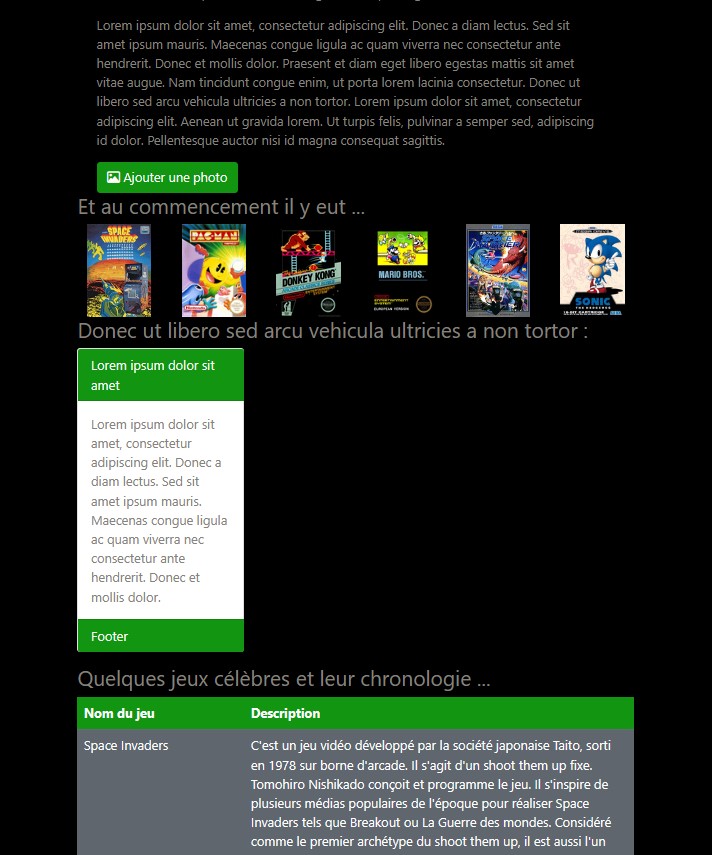 Lorem ipsum dolor sit amet, consectetur adipiscing elit. Donec a diam lectus. Sed sit
amet ipsum mauris. Maecenas congue ligula ac quam viverra nec consectetur ante
hendrerit. Donec et mollis dolor. Praesent et diam eget libero egestas mattis sit amet
vitae augue. Nam tincidunt congue enim, ut porta lorem lacinia consectetur. Donec ut
libero sed arcu vehicula ultricies a non tortor. Lorem ipsum dolor sit amet, consectetur
adipiscing elit. Aenean ut gravida lorem. Ut turpis felis, pulvinar a semper sed, adipiscing
id dolor. Pellentesque auctor nisi id magna consequat sagittis.
Ajouter une photo
Et au commencement il y eut ...
SPACE INVADERS
PAC-MAN
Nintendo
DONKEY KONG
MARIO BROS.
EUROPEAN VERSION
SEGA
SONIC
THE HEDGEHOG
Donec ut libero sed arcu vehicula ultricies a non tortor :
Lorem ipsum dolor sit
amet
Lorem ipsum dolor sit
amet, consectetur
adipiscing elit. Donec a
diam lectus. Sed sit
amet ipsum mauris.
Maecenas congue ligula
ac quam viverra nec
consectetur ante
hendrerit. Donec et
mollis dolor.
Footer
Quelques jeux célèbres et leur chronologie ...
Nom du jeu Description
Space Invaders C'est un jeu vidéo développé par la société japonaise Taito, sorti
en 1978 sur borne d'arcade. Il s'agit d'un shoot them up fixe.
Tomohiro Nishikado conçoit et programme le jeu. Il s'inspire de
plusieurs médias populaires de l'époque pour réaliser Space
Invaders tels que Breakout ou La Guerre des mondes. Considéré
comme le premier archétype du shoot them up, il est aussi l'un